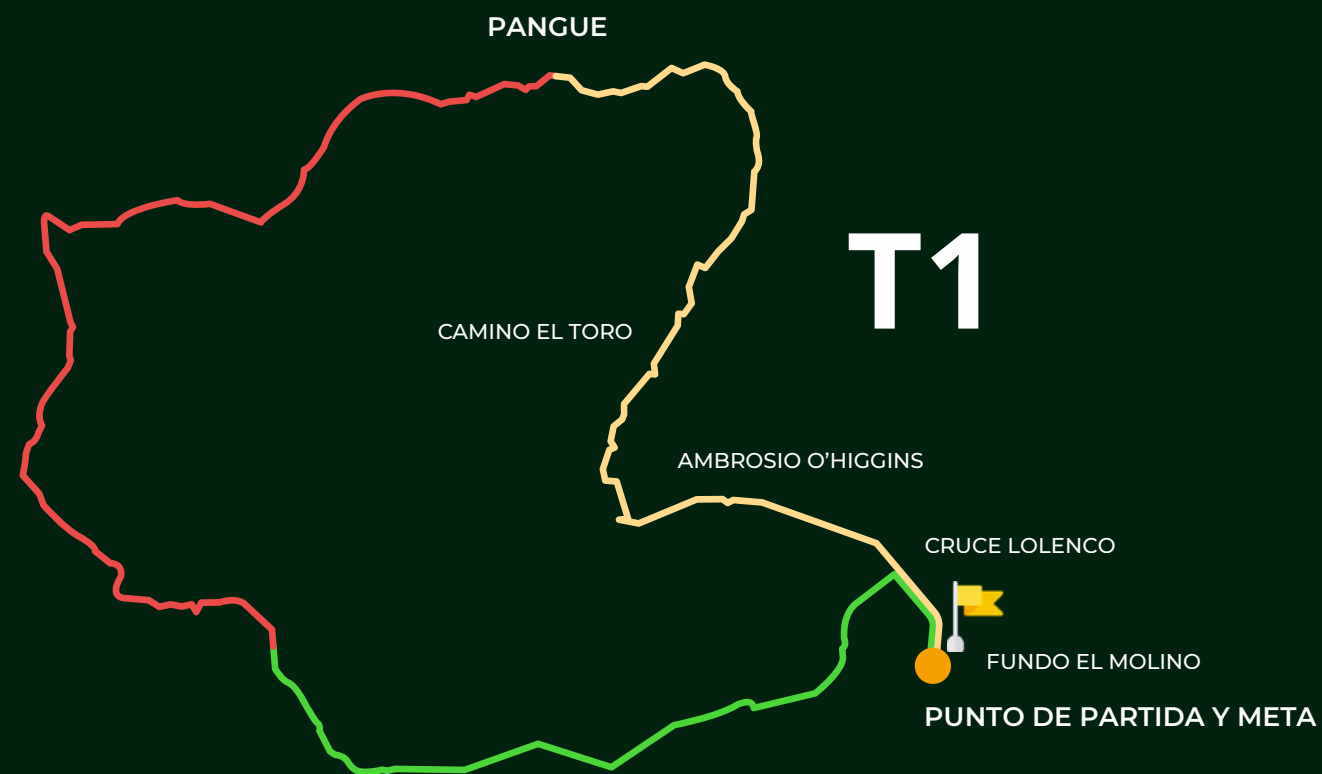 PANGUE
T1
CAMINO EL TORO
AMBROSIO O’HIGGINS
CRUCE LOLENCO
FUNDO EL MOLINO
PUNTO DE PARTIDA Y META